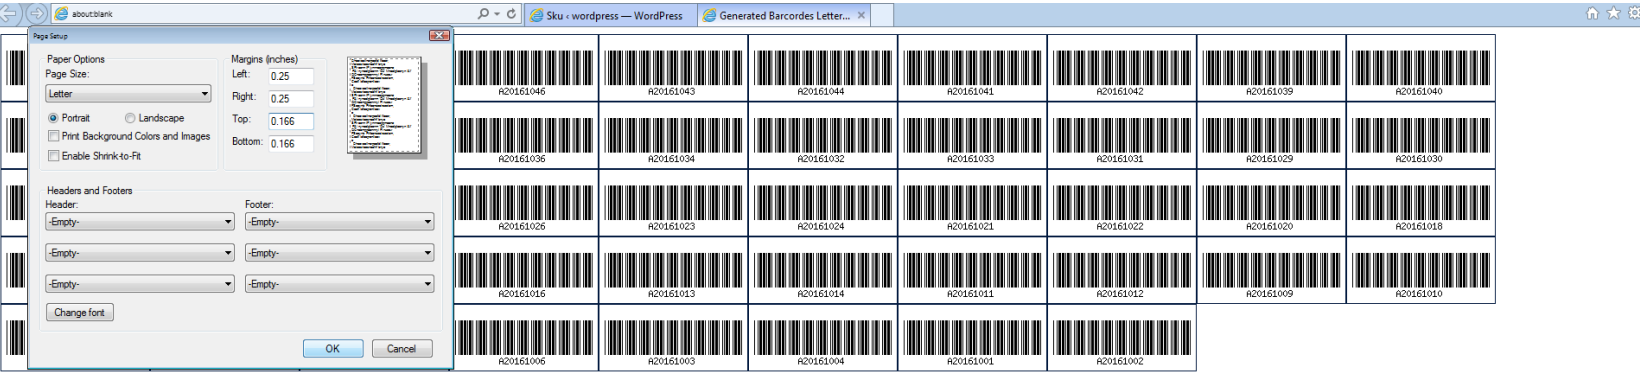 about:blank
Sku ‹ wordpress — WordPress
Generated Barcordes Letter...
Page Setup
Paper Options
Page Size:
Letter
Portrait
Landscape
Print Background Colors and Images
Enable Shrink-to-Fit
Margins (inches)
Left: 0.25
Right: 0.25
Top: 0.166
Bottom: 0.166
Headers and Footers
Header:
Footer:
-Empty-
-Empty-
-Empty-
-Empty-
-Empty-
-Empty-
Change font
OK
Cancel
A20161046 A20161043 A20161044 A20161041 A20161042 A20161039 A20161040
A20161036 A20161034 A20161032 A20161033 A20161031 A20161029 A20161030
A20161026 A20161023 A20161024 A20161021 A20161022 A20161020 A20161018
A20161016 A20161013 A20161014 A20161011 A20161012 A20161009 A20161010
A20161006 A20161003 A20161004 A20161001 A20161002